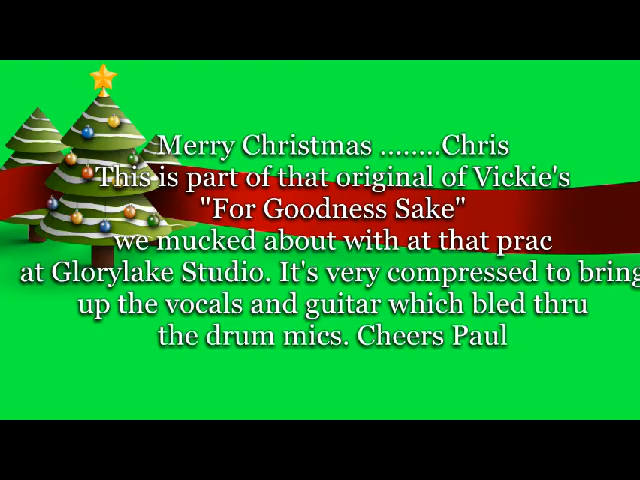 Merry Christmas ........Chris
This is part of that original of Vickie's
"For Goodness Sake"
we mucked about with at that prac
at Glorylake Studio. It's very compressed to bring
up the vocals and guitar which bled thru
the drum mics. Cheers Paul